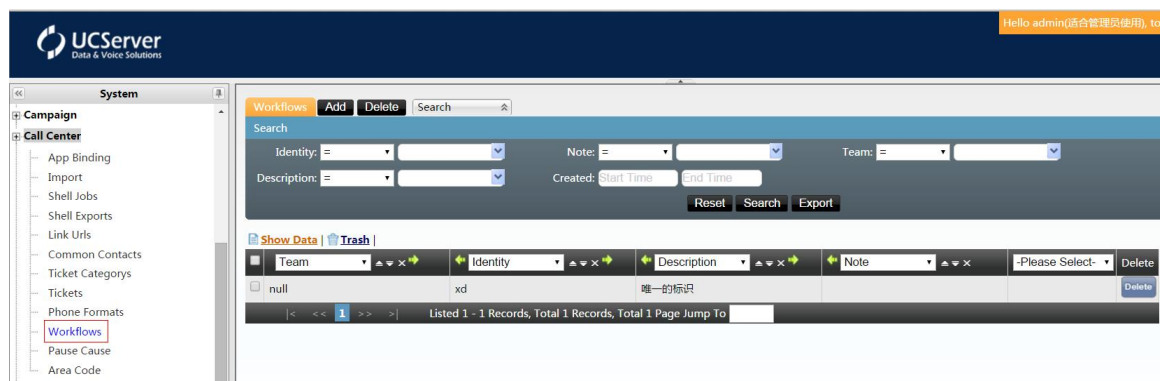 Hello admin(适合管理员使用), to
UCServer
Data & Voice Solutions
System
Campaign
Call Center
App Binding
Import
Shell Jobs
Shell Exports
Link Urls
Common Contacts
Ticket Categorys
Tickets
Phone Formats
Workflows
Pause Cause
Area Code
Workflows Add Delete Search
Search
Identity: = Note: = Team: =
Description: = Created: Start Time End Time
Reset Search Export
Show Data | Trash |
Team Identity Description Note -Please Select- Delete
null xd 唯一的标识 Delete
|< << 1 >> >| Listed 1 - 1 Records, Total 1 Records, Total 1 Page Jump To